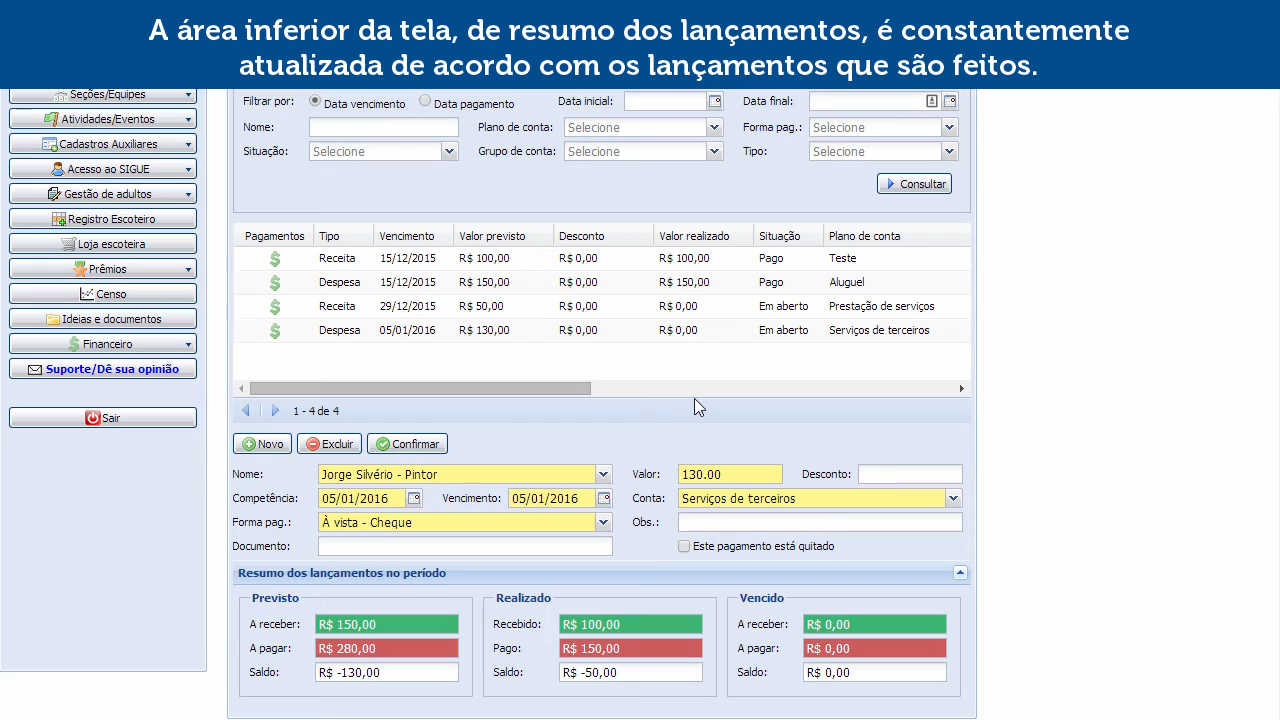 A área inferior da tela, de resumo dos lançamentos, é constantemente
atualizada de acordo com os lançamentos que são feitos.
Seções/Equipes
Atividades/Eventos
Cadastros Auxiliares
Acesso ao SIGUE
Gestão de adultos
Registro Escoteiro
Loja escoteira
Prêmios
Censo
Ideias e documentos
Financeiro
Suporte/Dê sua opinião
Sair
Filtrar por: Data vencimento Data pagamento Data inicial: Data final:
Nome: Plano de conta: Selecione Forma pag.: Selecione
Situação: Selecione Grupo de conta: Selecione Tipo: Selecione
Consultar
Pagamentos Tipo Vencimento Valor previsto Desconto Valor realizado Situação Plano de conta
Receita 15/12/2015 R$ 100,00 R$ 0,00 R$ 100,00 Pago Teste
Despesa 15/12/2015 R$ 150,00 R$ 0,00 R$ 150,00 Pago Aluguel
Receita 29/12/2015 R$ 50,00 R$ 0,00 R$ 0,00 Em aberto Prestação de serviços
Despesa 05/01/2016 R$ 130,00 R$ 0,00 R$ 0,00 Em aberto Serviços de terceiros
1 - 4 de 4
Novo Excluir Confirmar
Nome: Jorge Silvério - Pintor Valor: 130.00 Desconto:
Competência: 05/01/2016 Vencimento: 05/01/2016 Conta: Serviços de terceiros
Forma pag.: À vista - Cheque Obs.:
Documento: Este pagamento está quitado
Resumo dos lançamentos no período
Previsto Realizado Vencido
A receber: R$ 150,00 Recebido: R$ 100,00 A receber: R$ 0,00
A pagar: R$ 280,00 Pago: R$ 150,00 A pagar: R$ 0,00
Saldo: R$ -130,00 Saldo: R$ -50,00 Saldo: R$ 0,00